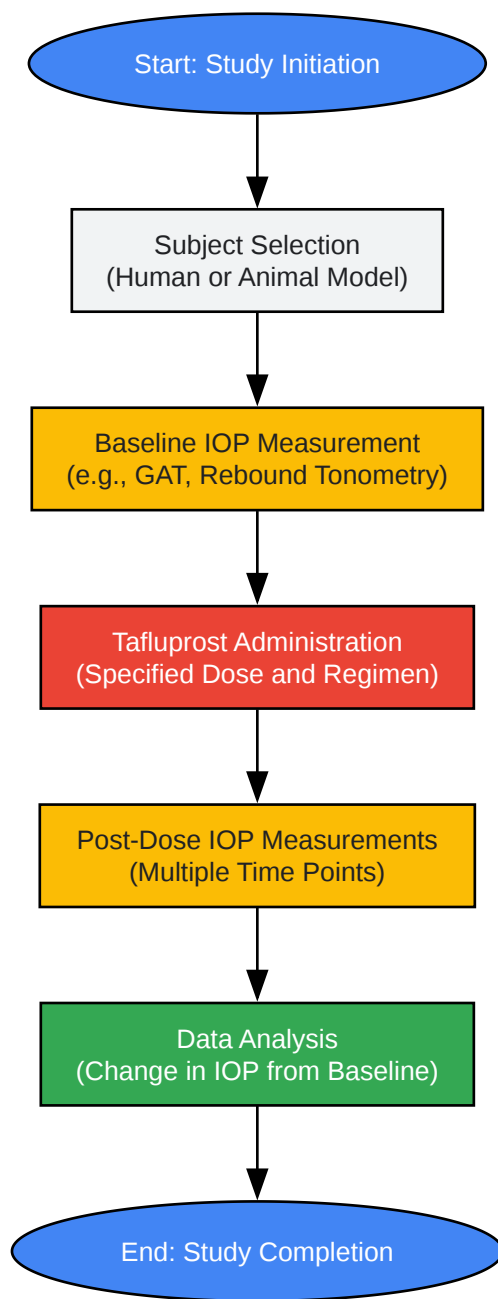 Start: Study Initiation
Subject Selection
(Human or Animal Model)
Baseline IOP Measurement
(e.g., GAT, Rebound Tonometry)
Tafluprost Administration
(Specified Dose and Regimen)
Post-Dose IOP Measurements
(Multiple Time Points)
Data Analysis
(Change in IOP from Baseline)
End: Study Completion